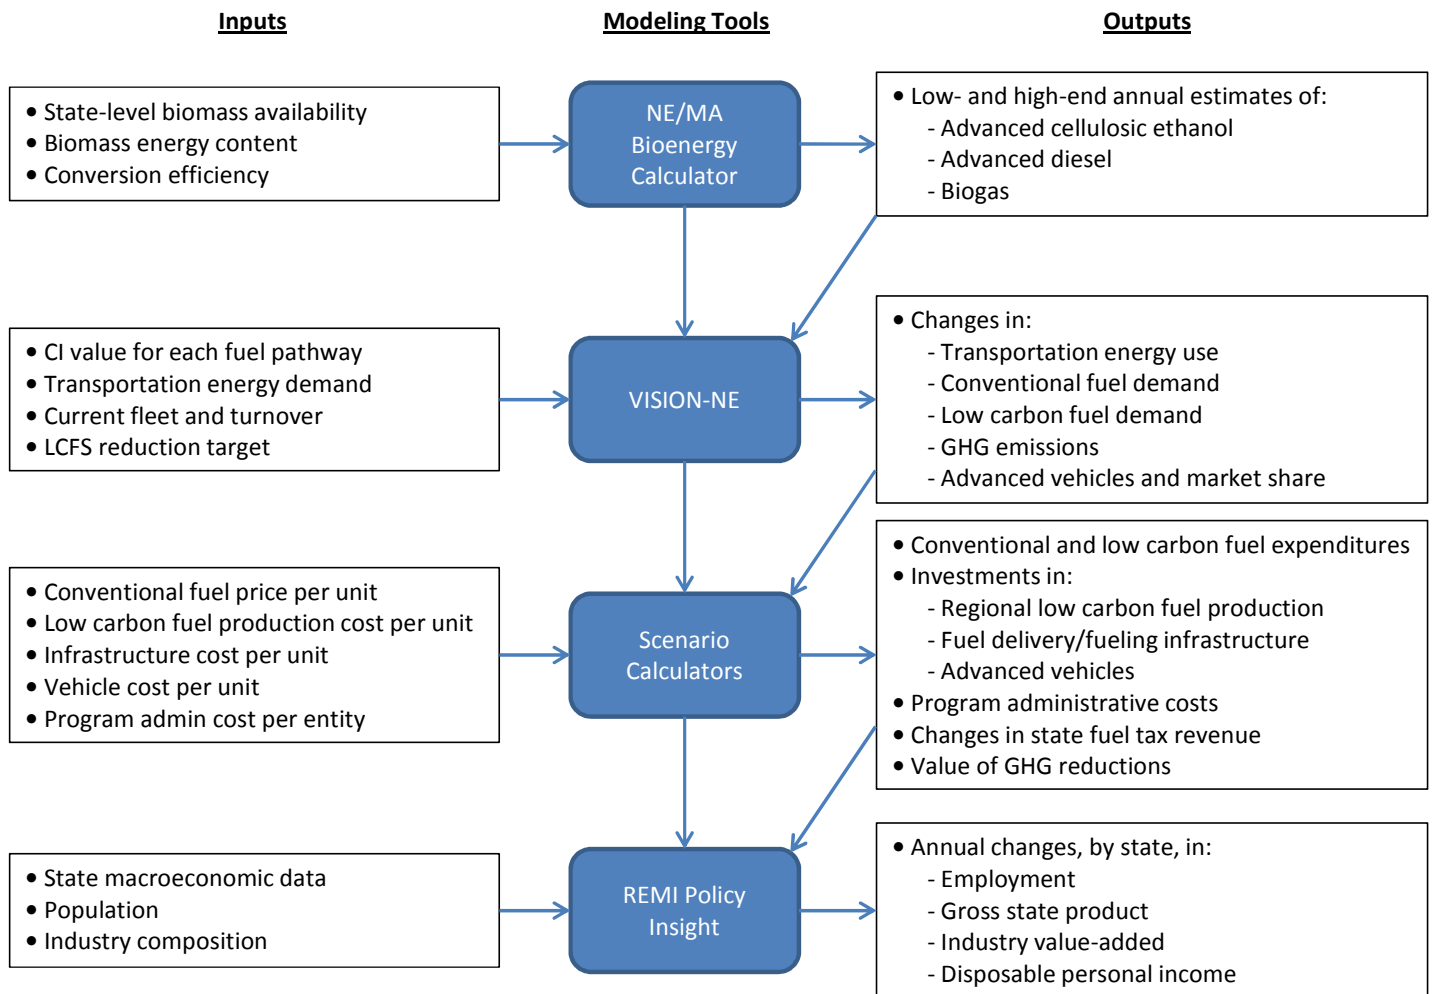 Inputs
Modeling Tools
Outputs
• State-level biomass availability
• Biomass energy content
• Conversion efficiency
NE/MA
Bioenergy
Calculator
• Low- and high-end annual estimates of:
- Advanced cellulosic ethanol
- Advanced diesel
- Biogas
• CI value for each fuel pathway
• Transportation energy demand
• Current fleet and turnover
• LCFS reduction target
VISION-NE
• Changes in:
- Transportation energy use
- Conventional fuel demand
- Low carbon fuel demand
- GHG emissions
- Advanced vehicles and market share
• Conventional fuel price per unit
• Low carbon fuel production cost per unit
• Infrastructure cost per unit
• Vehicle cost per unit
• Program admin cost per entity
Scenario
Calculators
• Conventional and low carbon fuel expenditures
• Investments in:
- Regional low carbon fuel production
- Fuel delivery/fueling infrastructure
- Advanced vehicles
• Program administrative costs
• Changes in state fuel tax revenue
• Value of GHG reductions
• State macroeconomic data
• Population
• Industry composition
REMI Policy
Insight
• Annual changes, by state, in:
- Employment
- Gross state product
- Industry value-added
- Disposable personal income